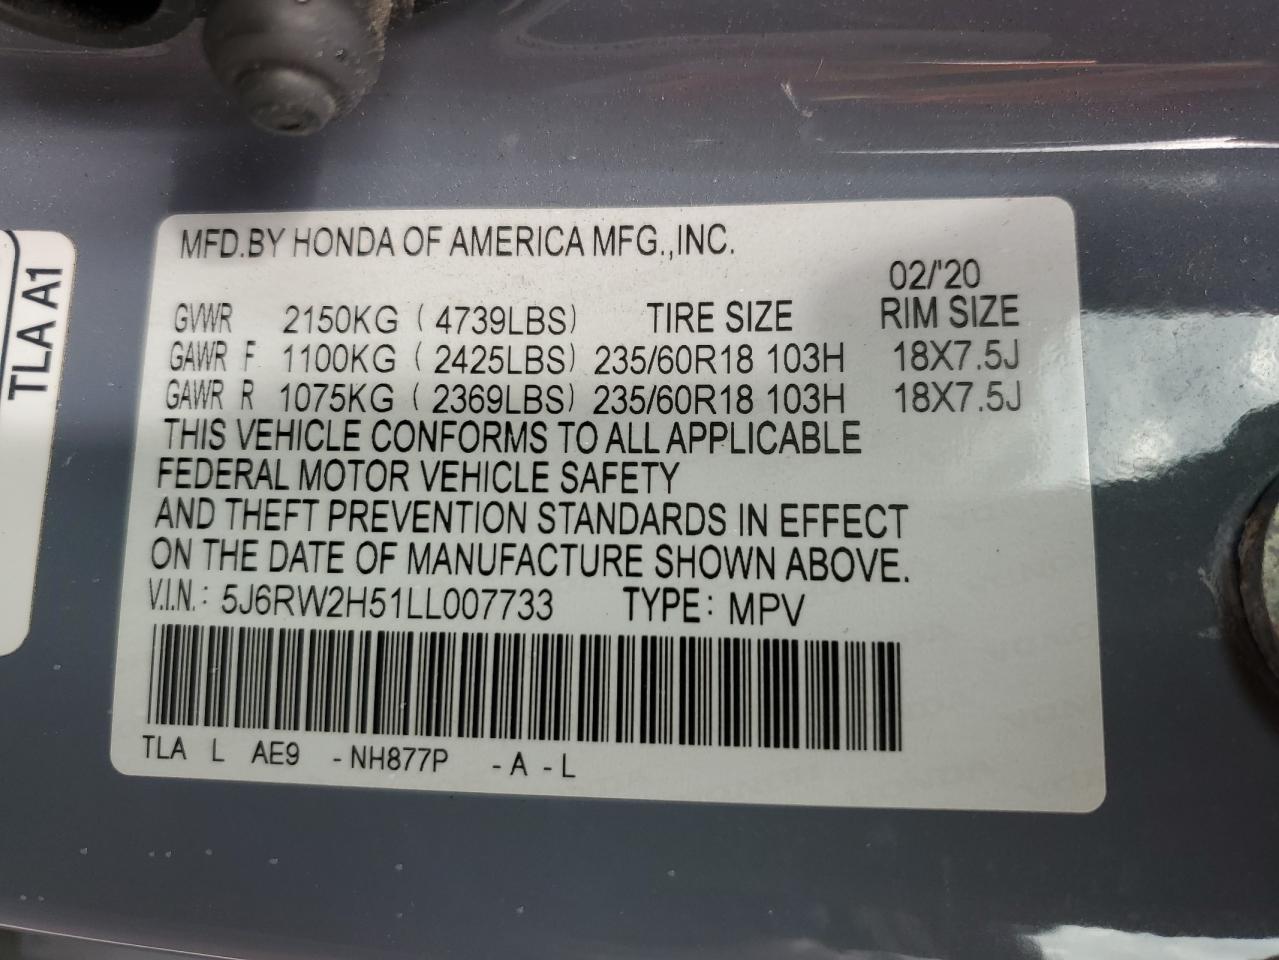 MFD.BY HONDA OF AMERICA MFG.,INC.
02/'20
GVWR 2150KG ( 4739LBS) TIRE SIZE RIM SIZE
GAWR F 1100KG ( 2425LBS) 235/60R18 103H 18X7.5J
GAWR R 1075KG ( 2369LBS) 235/60R18 103H 18X7.5J
THIS VEHICLE CONFORMS TO ALL APPLICABLE
FEDERAL MOTOR VEHICLE SAFETY
AND THEFT PREVENTION STANDARDS IN EFFECT
ON THE DATE OF MANUFACTURE SHOWN ABOVE.
V.I.N.: 5J6RW2H51LL007733 TYPE: MPV
TLA L AE9 -NH877P -A -L
TLA A1